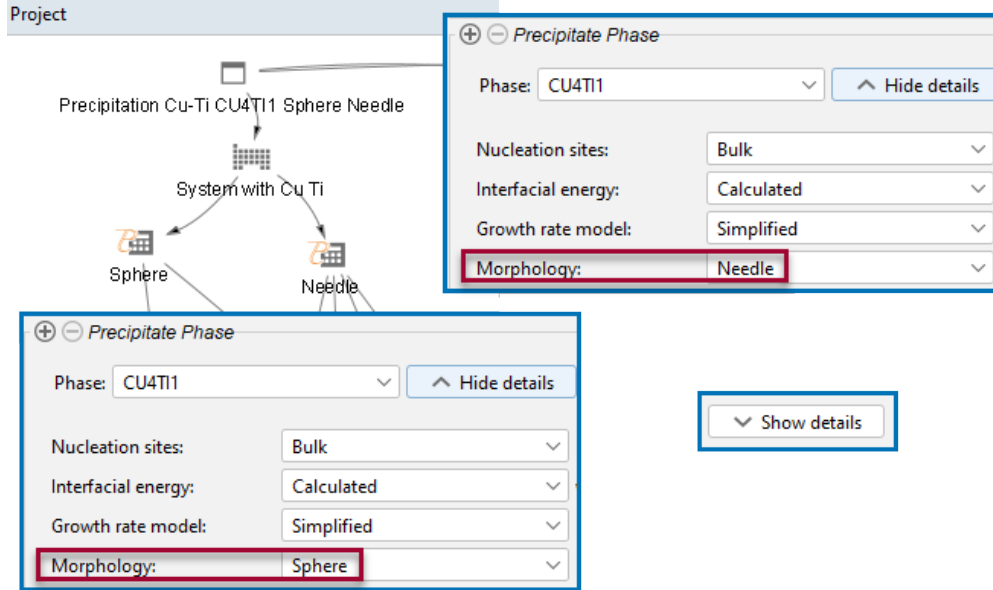 Project
Precipitation Cu-Ti CU4TI1 Sphere Needle
System with Cu Ti
Sphere
Needle
Precipitate Phase
Phase: CU4TI1 Hide details
Nucleation sites: Bulk
Interfacial energy: Calculated
Growth rate model: Simplified
Morphology: Needle
Precipitate Phase
Phase: CU4TI1 Hide details
Nucleation sites: Bulk
Interfacial energy: Calculated
Growth rate model: Simplified
Morphology: Sphere
Show details